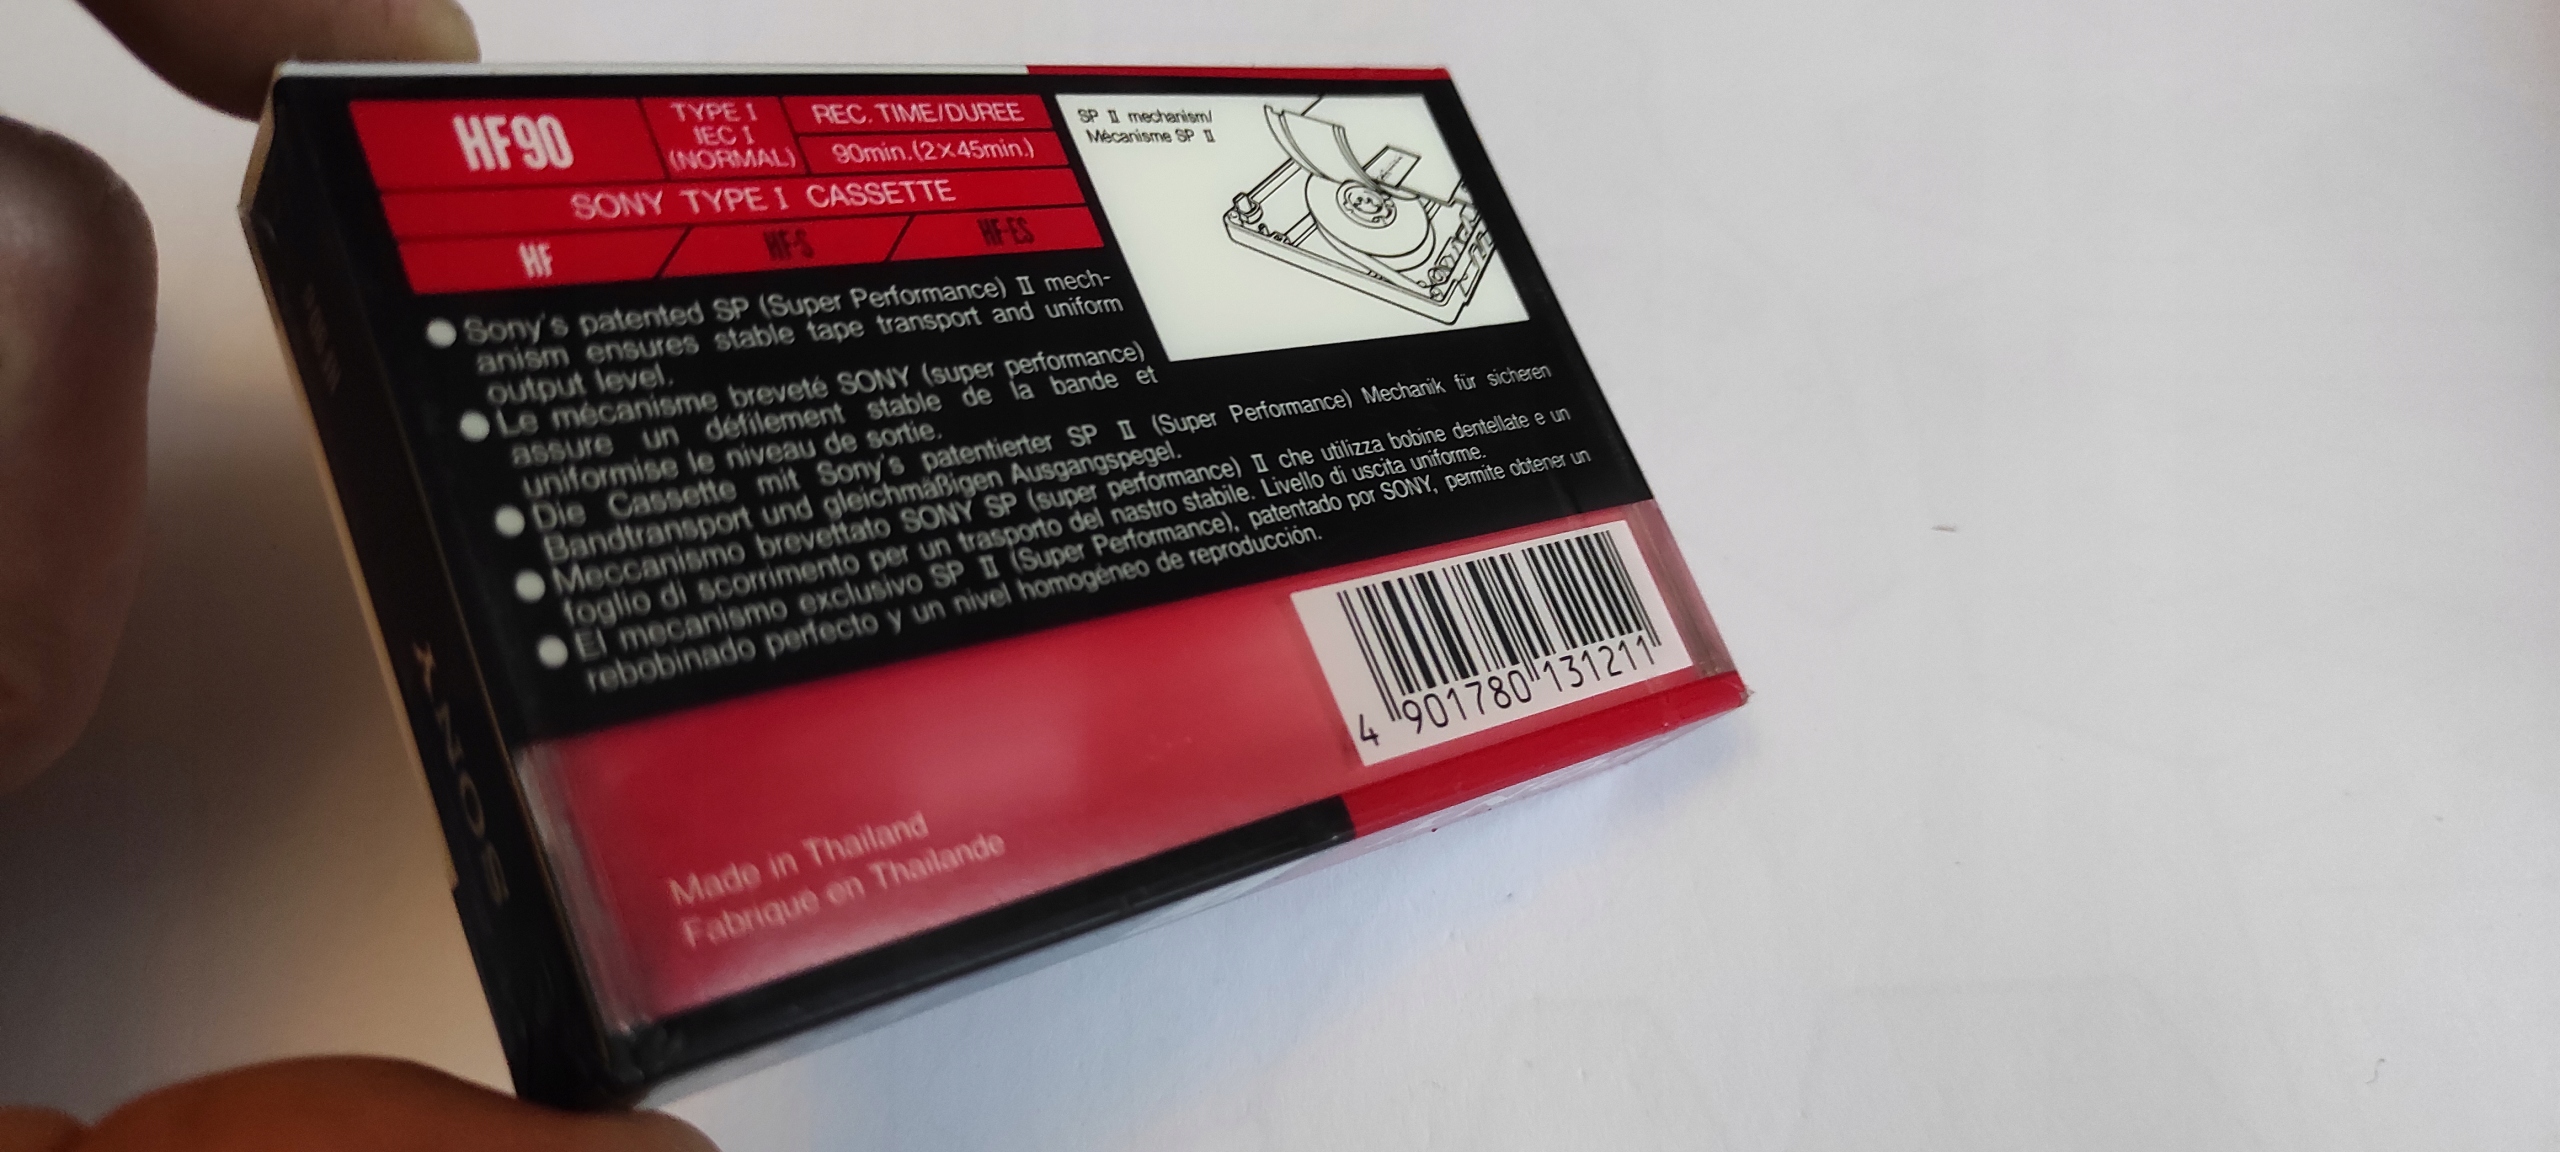 HF90
TYPE I
IEC I
(NORMAL)
REC. TIME/DUREE
90min.(2×45min.)
SONY TYPE I CASSETTE
HF
HF-S
HF-ES
SP II mechanism/
Mécanisme SP II
● Sony's patented SP (Super Performance) II mech-
anism ensures stable tape transport and uniform
output level.
● Le mécanisme breveté SONY (super performance)
assure un défilement stable de la bande et
uniformise le niveau de sortie.
● Die Cassette mit Sony's patentierter SP II (Super Performance) Mechanik für sicheren
Bandtransport und gleichmäßigen Ausgangspegel.
● Meccanismo brevettato SONY SP (super performance) II che utilizza bobine dentellate e un
foglio di scorrimento per un trasporto del nastro stabile. Livello di uscita uniforme.
● El mecanismo exclusivo SP II (Super Performance), patentado por SONY, permite obtener un
rebobinado perfecto y un nivel homogéneo de reproducción.
4 901780 131211
Made in Thailand
Fabriqué en Thaïlande
SONY